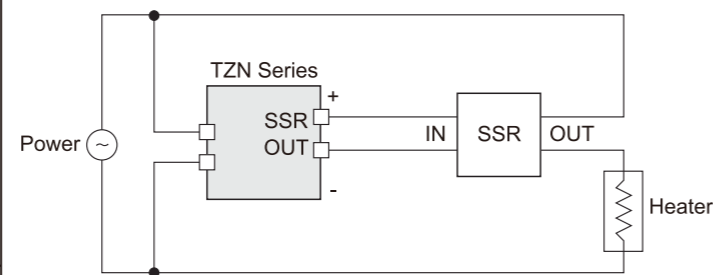 TZN Series
+
SSR
OUT
-
Power
~
IN
SSR
OUT
Heater